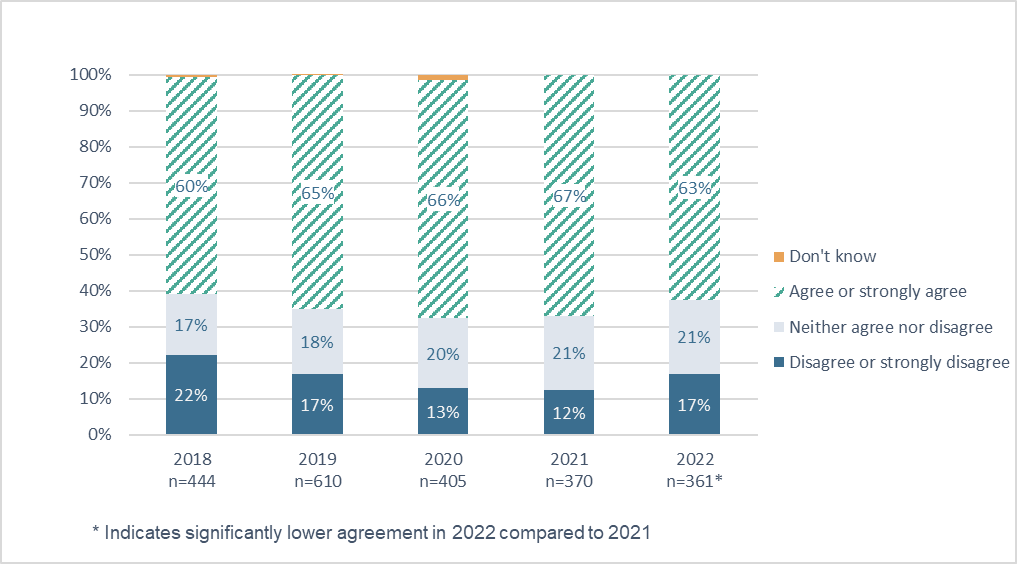 100%
90%
80%
70%
60%
50%
40%
30%
20%
10%
0%
60% 65% 66% 67% 63%
17% 18% 20% 21% 21%
22% 17% 13% 12% 17%
2018 2019 2020 2021 2022
n=444 n=610 n=405 n=370 n=361*
Don't know
Agree or strongly agree
Neither agree nor disagree
Disagree or strongly disagree
* Indicates significantly lower agreement in 2022 compared to 2021